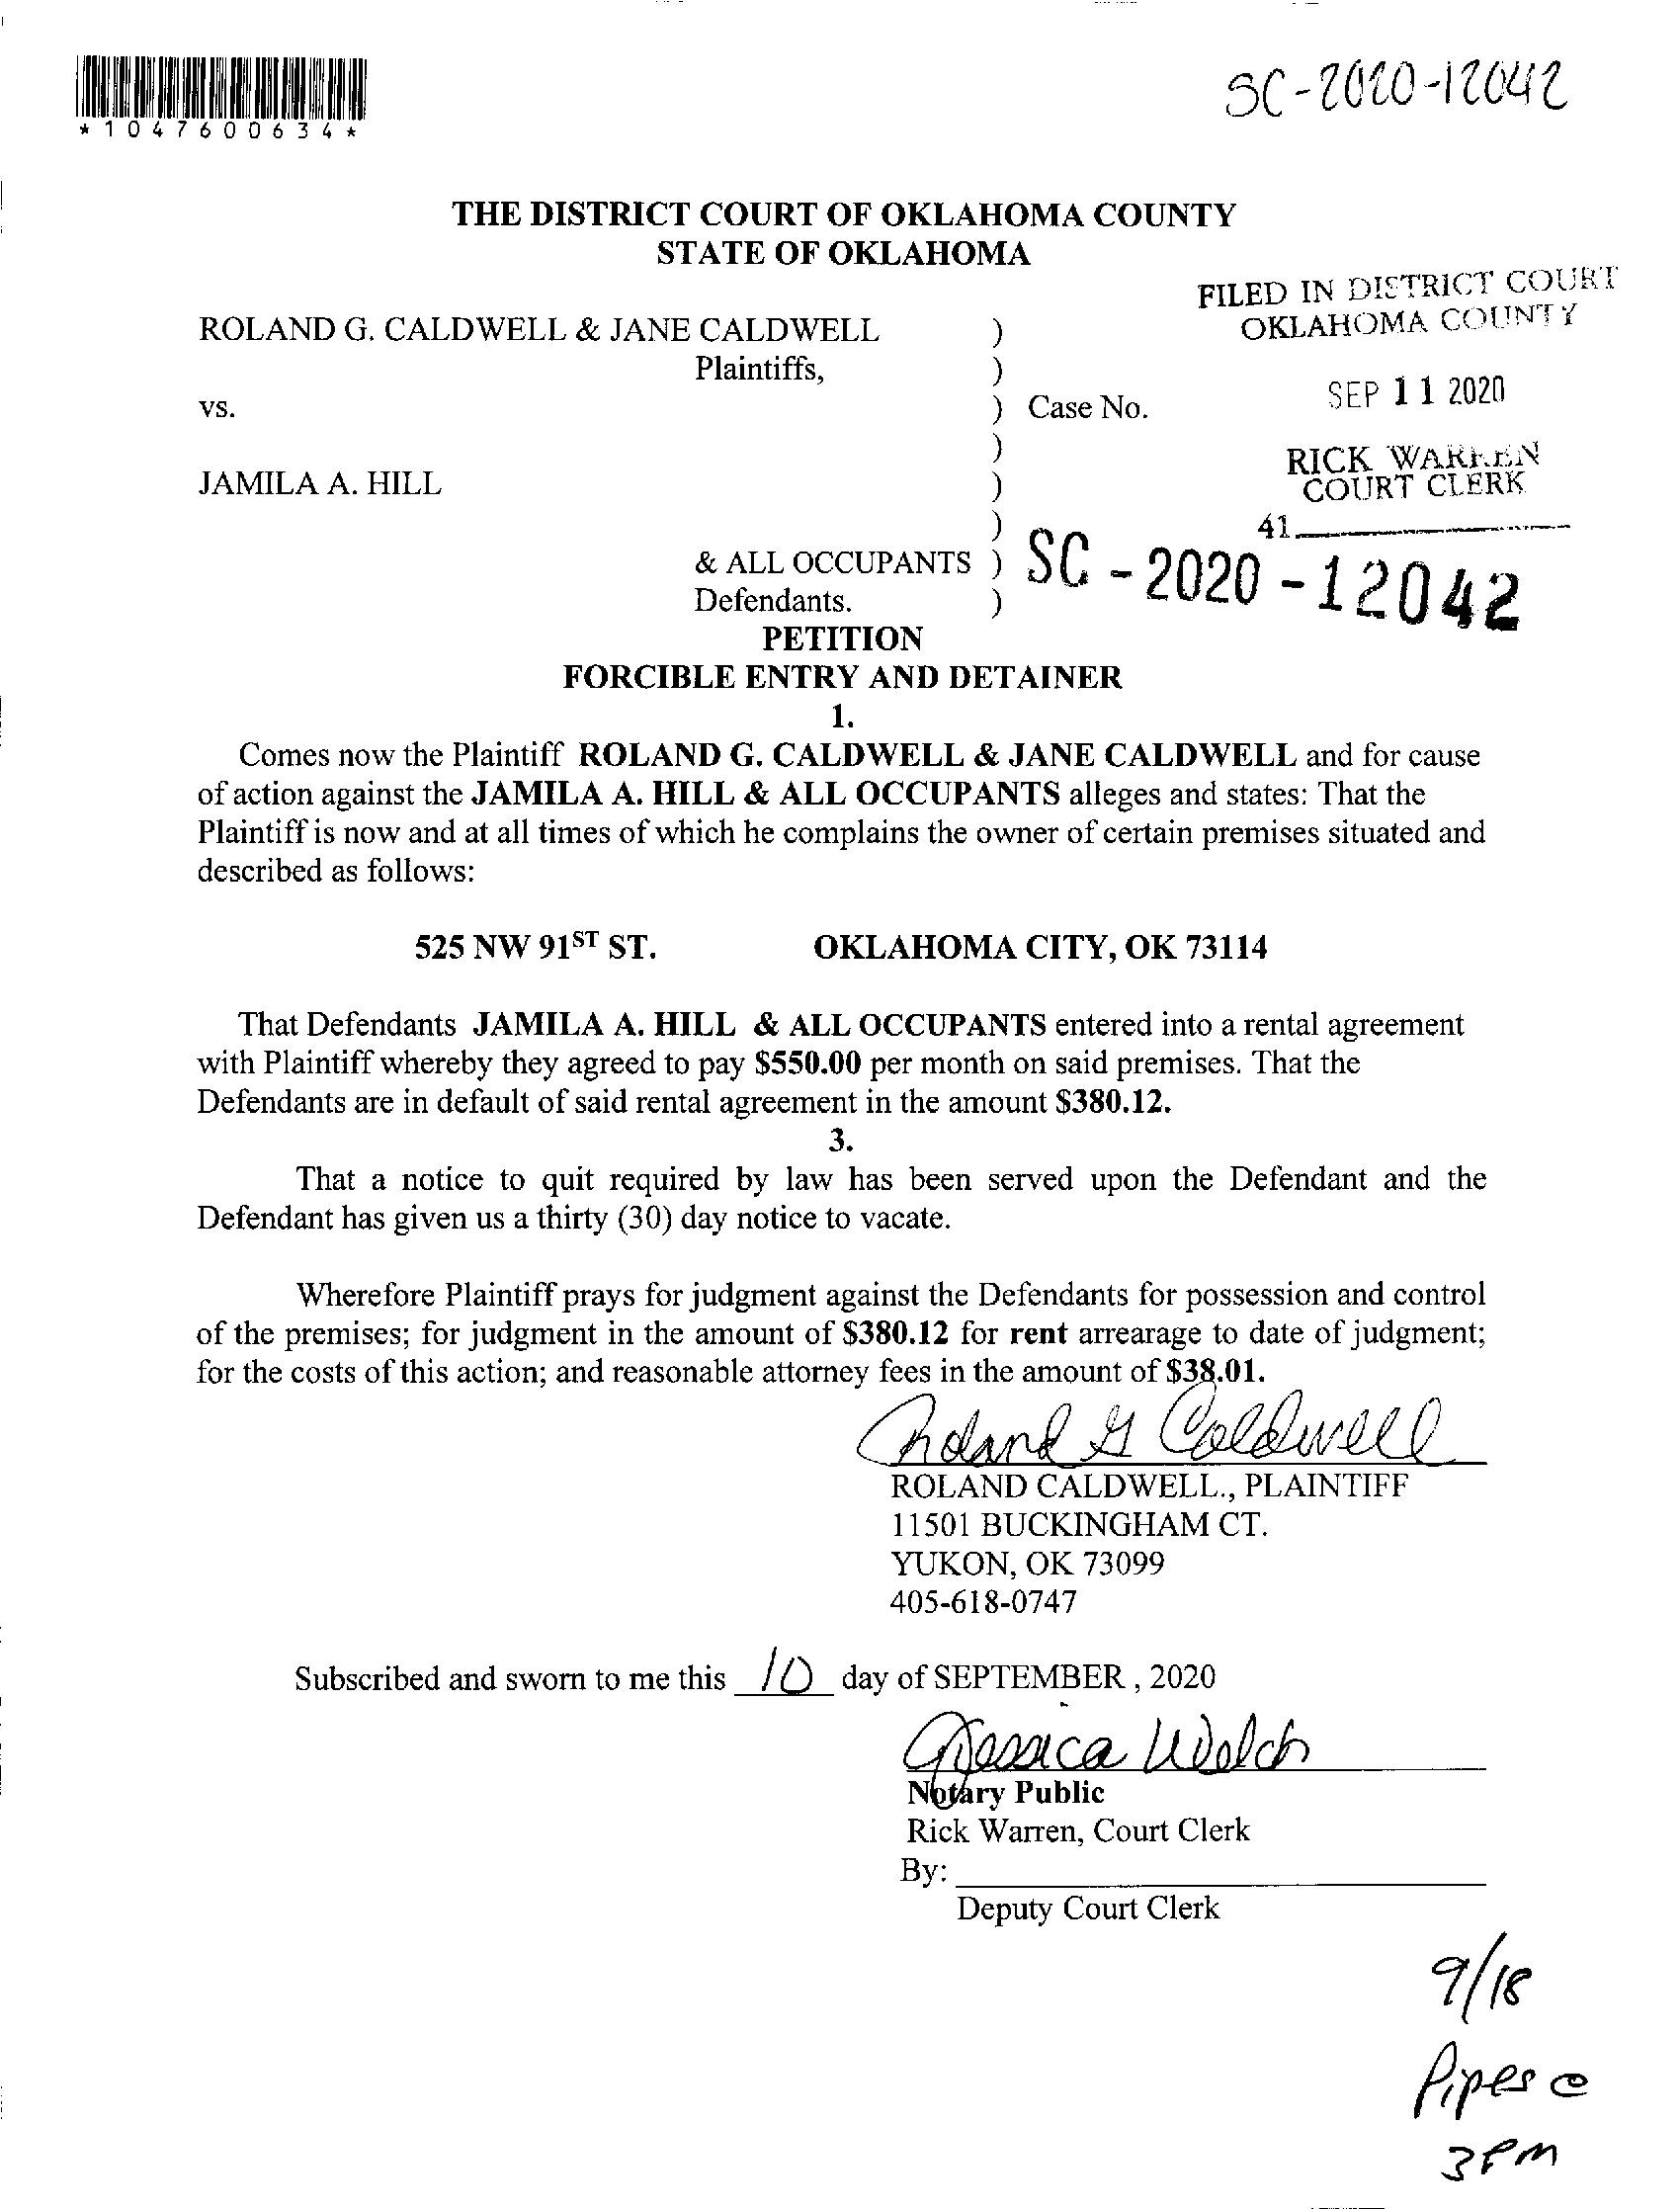 SC-2020-12042
*1047600634*
THE DISTRICT COURT OF OKLAHOMA COUNTY
STATE OF OKLAHOMA
FILED IN DISTRICT COURT
OKLAHOMA COUNTY
ROLAND G. CALDWELL & JANE CALDWELL )
Plaintiffs, )
vs. ) Case No.
SEP 11 2020
)
RICK WARREN
COURT CLERK
JAMILA A. HILL )
)
41
& ALL OCCUPANTS ) SC-2020-12042
Defendants. )
PETITION
FORCIBLE ENTRY AND DETAINER
1.
Comes now the Plaintiff ROLAND G. CALDWELL & JANE CALDWELL and for cause
of action against the JAMILA A. HILL & ALL OCCUPANTS alleges and states: That the
Plaintiff is now and at all times of which he complains the owner of certain premises situated and
described as follows:
525 NW 91ST ST. OKLAHOMA CITY, OK 73114
That Defendants JAMILA A. HILL & ALL OCCUPANTS entered into a rental agreement
with Plaintiff whereby they agreed to pay $550.00 per month on said premises. That the
Defendants are in default of said rental agreement in the amount $380.12.
3.
That a notice to quit required by law has been served upon the Defendant and the
Defendant has given us a thirty (30) day notice to vacate.
Wherefore Plaintiff prays for judgment against the Defendants for possession and control
of the premises; for judgment in the amount of $380.12 for rent arrearage to date of judgment;
for the costs of this action; and reasonable attorney fees in the amount of $38.01.
Roland G Caldwell
ROLAND CALDWELL., PLAINTIFF
11501 BUCKINGHAM CT.
YUKON, OK 73099
405-618-0747
Subscribed and sworn to me this 10 day of SEPTEMBER , 2020
Jessica Welch
Notary Public
Rick Warren, Court Clerk
By:
Deputy Court Clerk
9/18
Pipes @
3PM